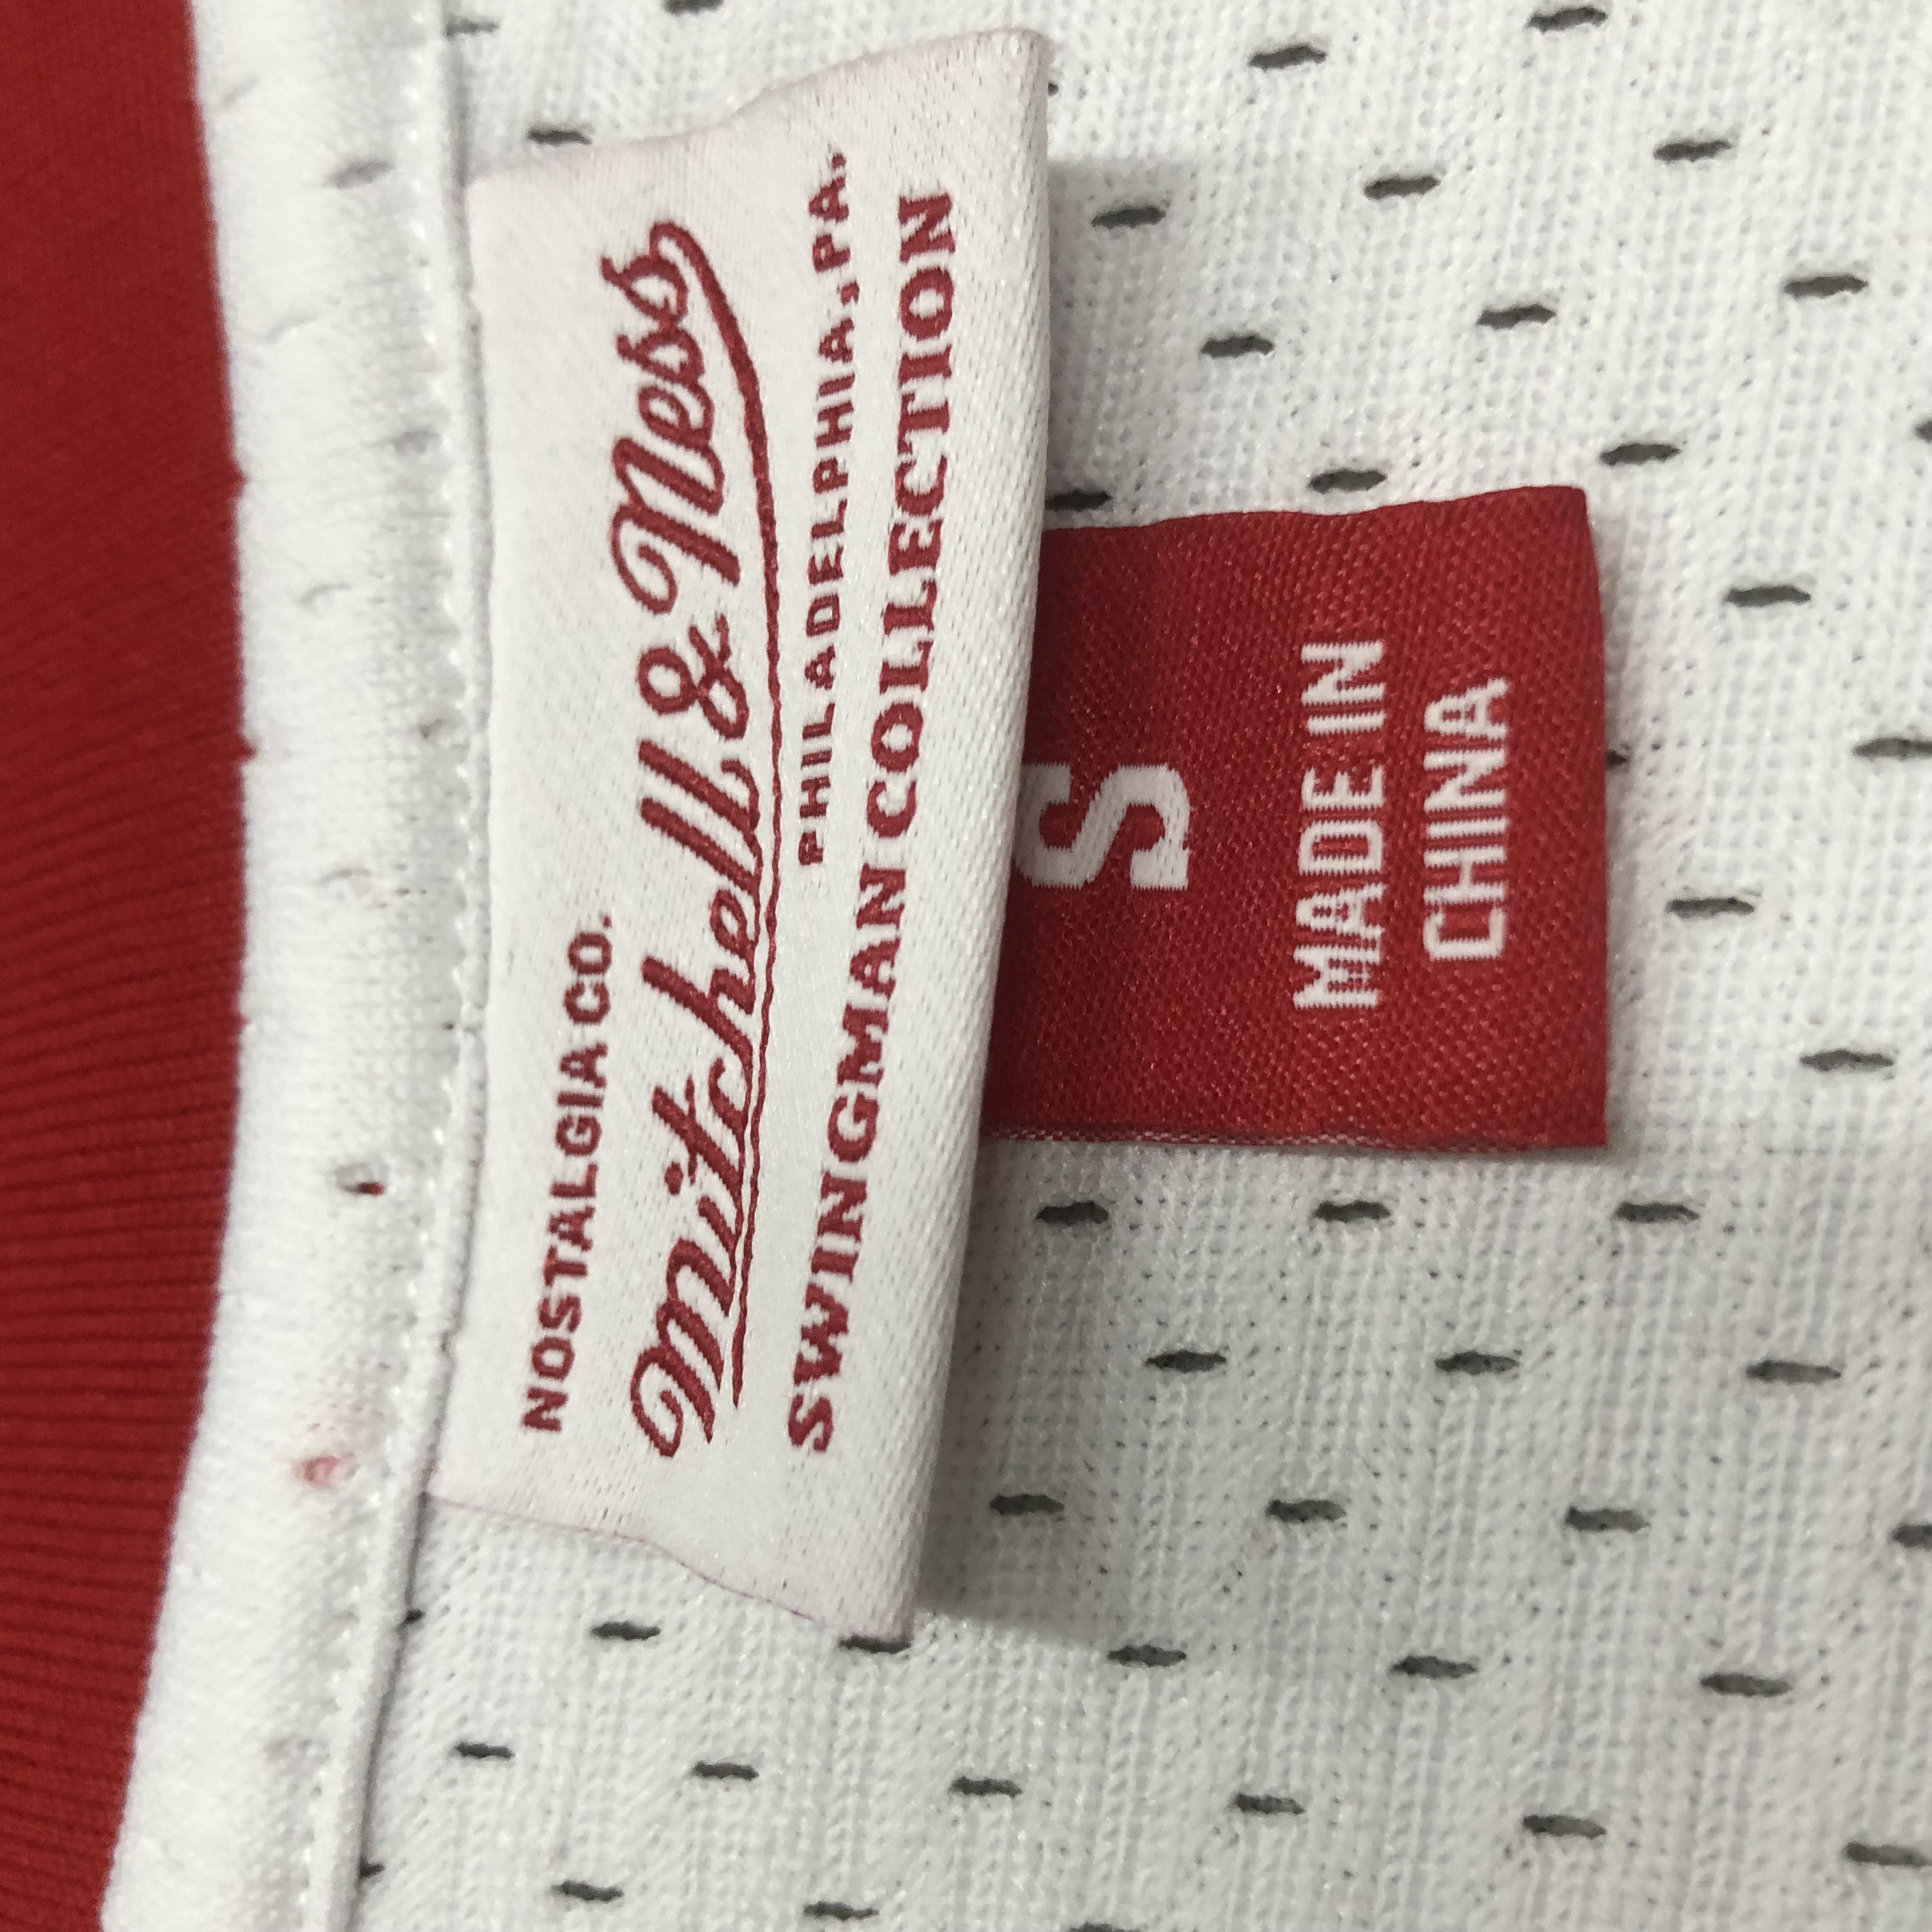 NOSTALGIA CO.
Mitchell & Ness
PHILADELPHIA, PA.
SWINGMAN COLLECTION
S
MADE IN
CHINA